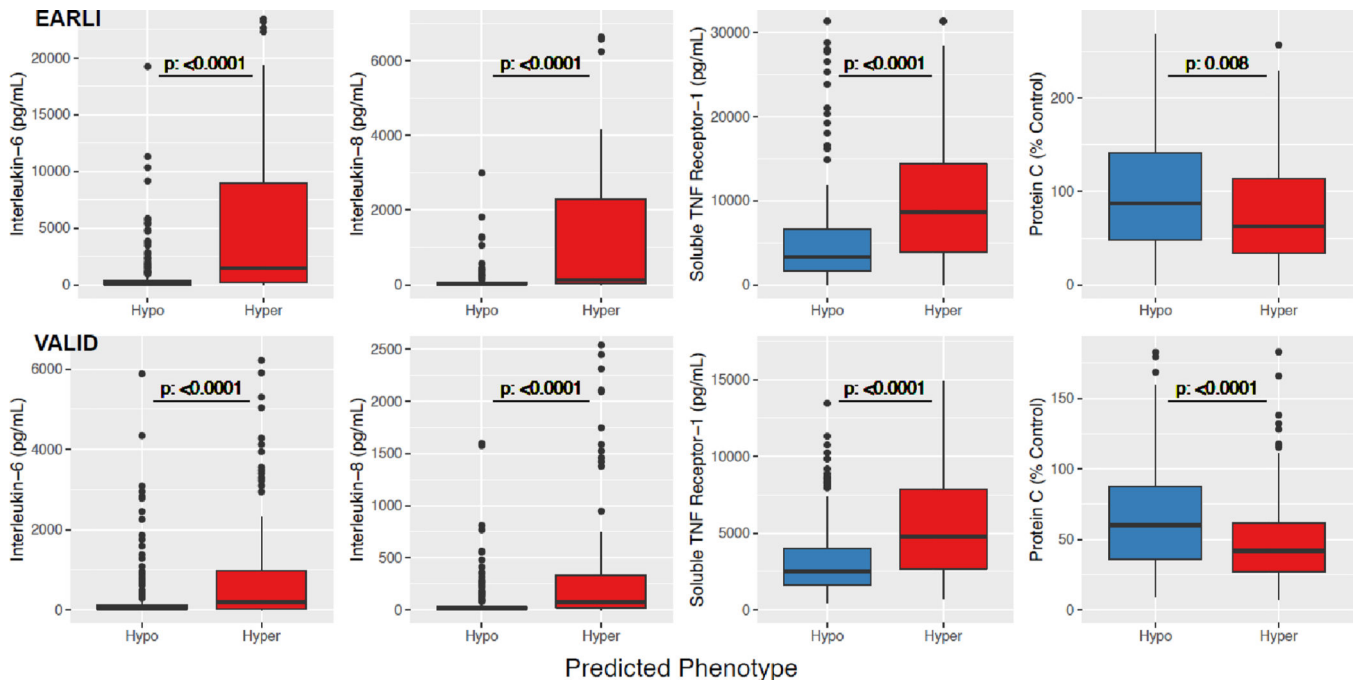 EARLI
Interleukin-6 (pg/mL)
20000
15000
10000
5000
0
p: <0.0001
Hypo
Hyper
Interleukin-8 (pg/mL)
6000
4000
2000
0
p: <0.0001
Hypo
Hyper
Soluble TNF Receptor-1 (pg/mL)
30000
20000
10000
0
p: <0.0001
Hypo
Hyper
Protein C (% Control)
200
100
0
p: 0.008
Hypo
Hyper
VALID
Interleukin-6 (pg/mL)
6000
4000
2000
0
p: <0.0001
Hypo
Hyper
Interleukin-8 (pg/mL)
2500
2000
1500
1000
500
0
p: <0.0001
Hypo
Hyper
Soluble TNF Receptor-1 (pg/mL)
15000
10000
5000
0
p: <0.0001
Hypo
Hyper
Protein C (% Control)
150
100
50
0
p: <0.0001
Hypo
Hyper
Predicted Phenotype